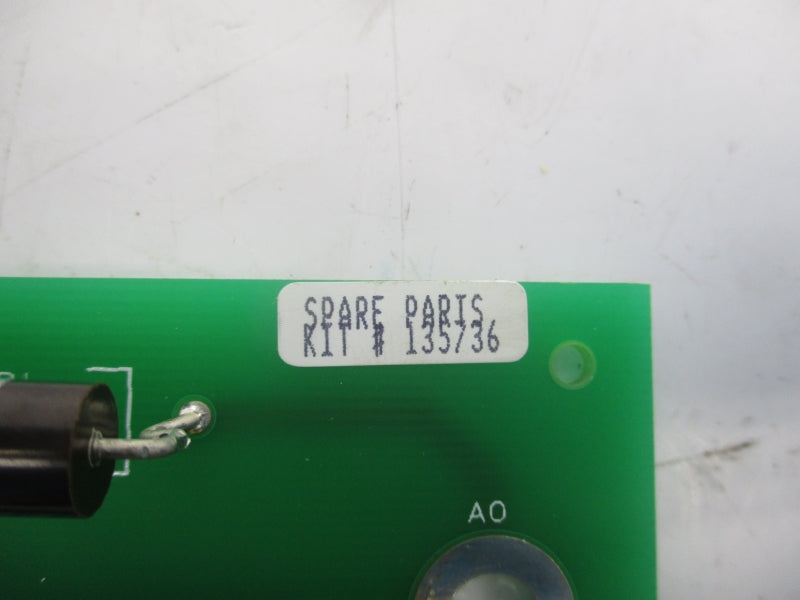 SPARE PARTS
KIT # 135736
AO